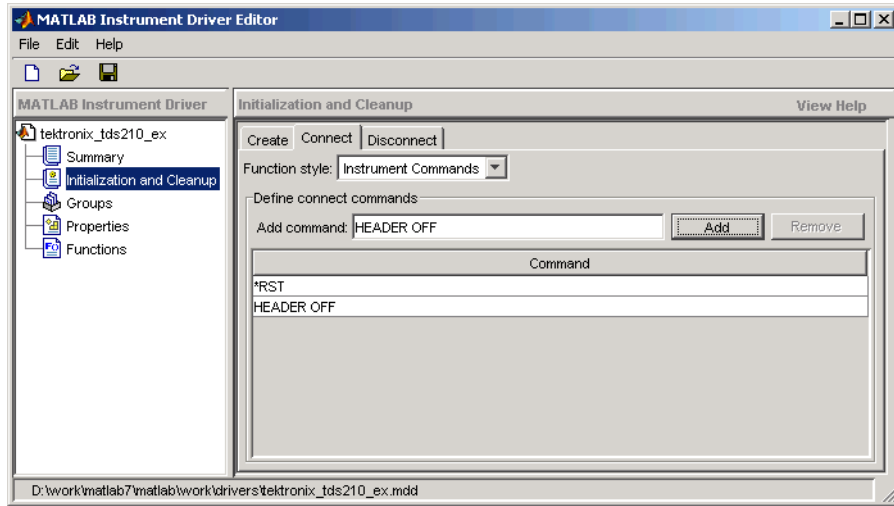 MATLAB Instrument Driver Editor
File Edit Help
MATLAB Instrument Driver
Initialization and Cleanup View Help
tektronix_tds210_ex
Summary
Initialization and Cleanup
Groups
Properties
Functions
Create Connect Disconnect
Function style: Instrument Commands
Define connect commands
Add command: HEADER OFF Add Remove
Command
*RST
HEADER OFF
D:\work\matlab7\matlab\work\drivers\tektronix_tds210_ex.mdd